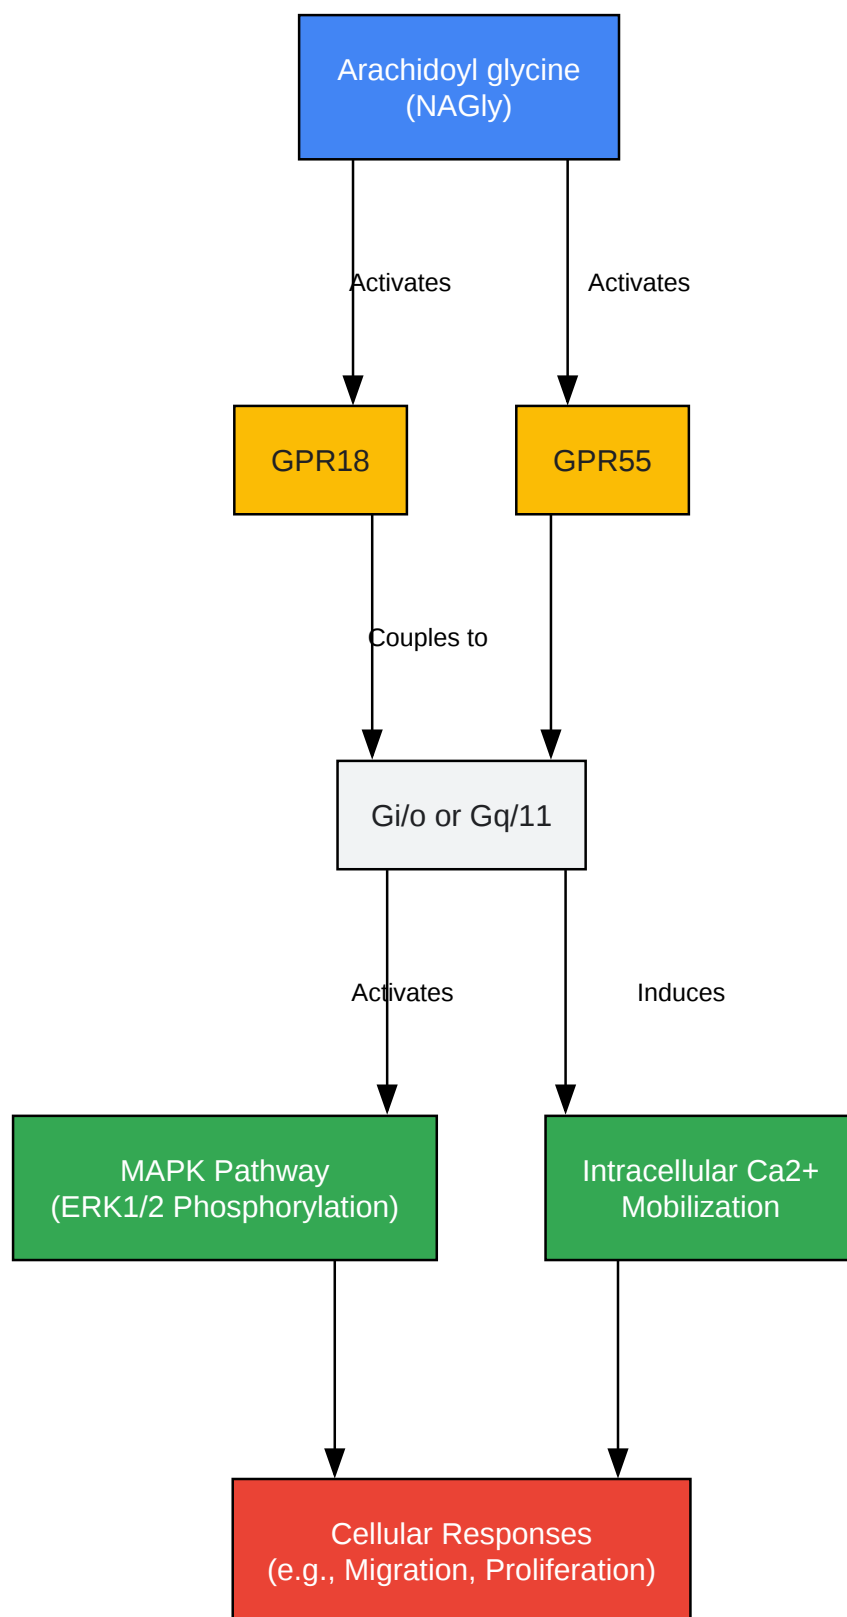 Arachidoyl glycine
(NAGly)
Activates
Activates
GPR18
GPR55
Couples to
Gi/o or Gq/11
Activates
Induces
MAPK Pathway
(ERK1/2 Phosphorylation)
Intracellular Ca2+
Mobilization
Cellular Responses
(e.g., Migration, Proliferation)